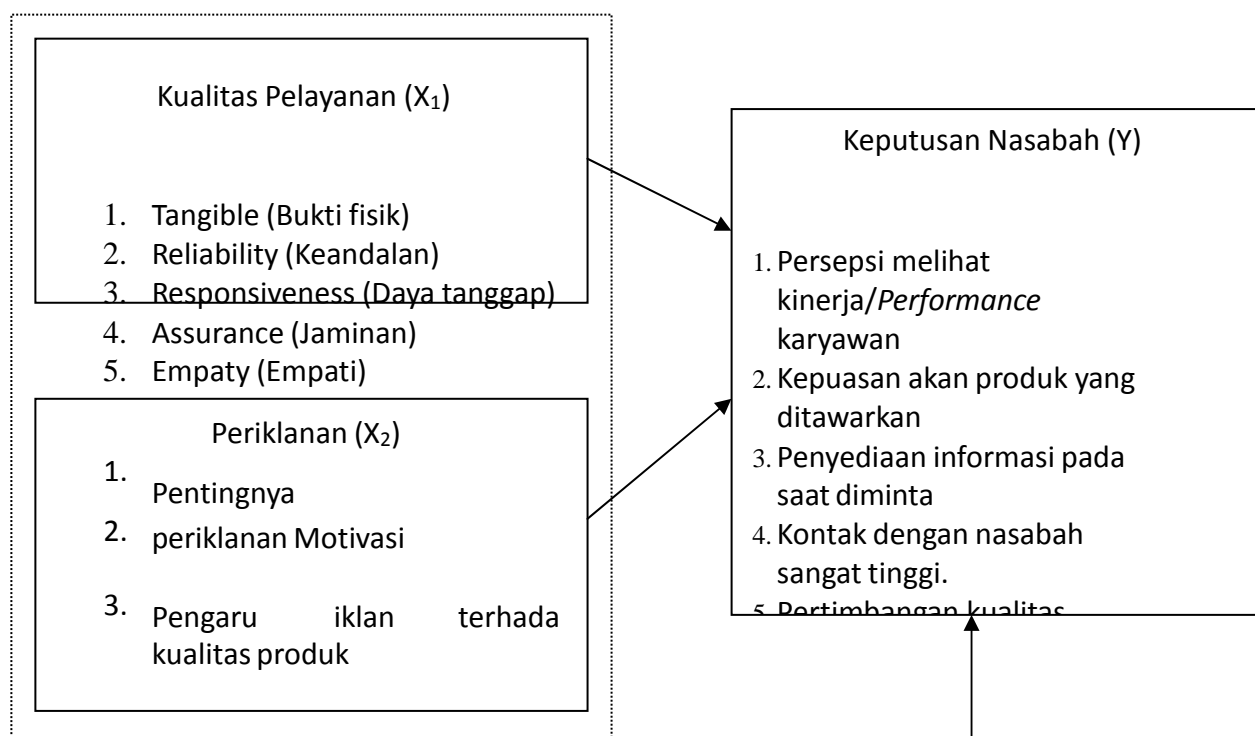 Kualitas Pelayanan (X₁)
1. Tangible (Bukti fisik)
2. Reliability (Keandalan)
3. Responsiveness (Daya tanggap)
4. Assurance (Jaminan)
5. Empaty (Empati)
Periklanan (X₂)
1. Pentingnya
2. periklanan Motivasi
3. Pengaru iklan terhada
kualitas produk
Keputusan Nasabah (Y)
1. Persepsi melihat
kinerja/Performance
karyawan
2. Kepuasan akan produk yang
ditawarkan
3. Penyediaan informasi pada
saat diminta
4. Kontak dengan nasabah
sangat tinggi.
5. Pertimbangan kualitas